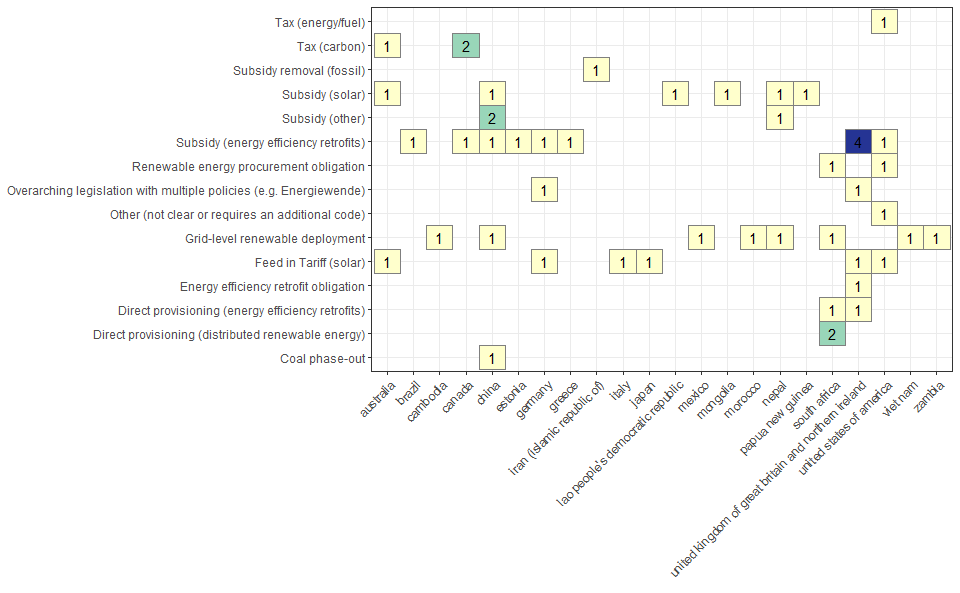 Tax (energy/fuel) 1
Tax (carbon) 1 2
Subsidy removal (fossil) 1
Subsidy (solar) 1 1 1 1 1 1
Subsidy (other) 2 1
Subsidy (energy efficiency retrofits) 1 1 1 1 1 1 4 1
Renewable energy procurement obligation 1 1
Overarching legislation with multiple policies (e.g. Energiewende) 1 1
Other (not clear or requires an additional code) 1
Grid-level renewable deployment 1 1 1 1 1 1 1 1
Feed in Tariff (solar) 1 1 1 1 1 1
Energy efficiency retrofit obligation 1
Direct provisioning (energy efficiency retrofits) 1 1
Direct provisioning (distributed renewable energy) 2
Coal phase-out 1
australia
brazil
cambodia
canada
china
estonia
germany
greece
iran (islamic republic of)
italy
japan
lao people's democratic republic
mexico
mongolia
morocco
nepal
papua new guinea
south africa
united kingdom of great britain and northern ireland
united states of america
viet nam
zambia